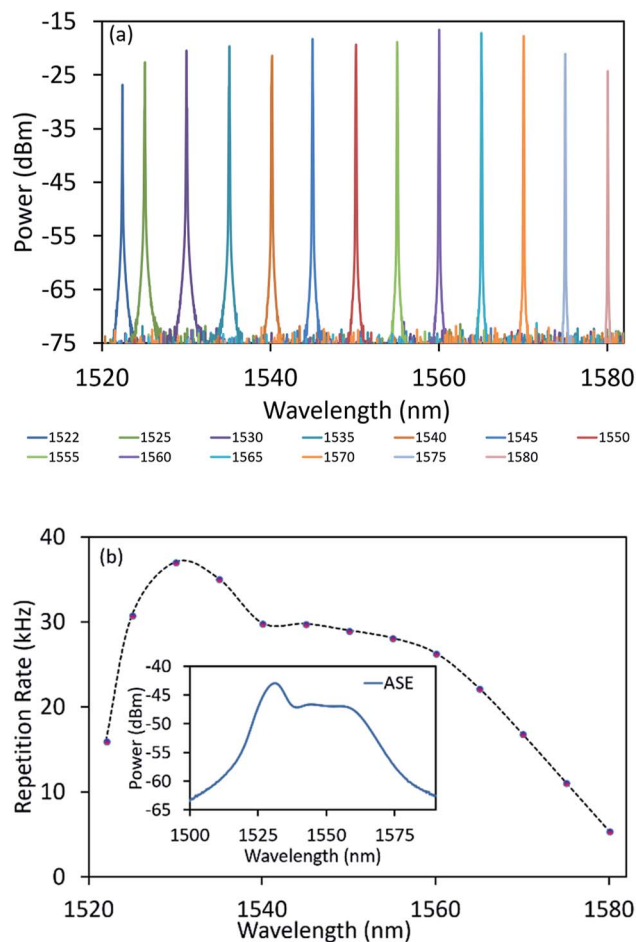 (a)
-15
-25
-35
-45
-55
-65
-75
Power (dBm)
1520 1540 1560 1580
Wavelength (nm)
1522 1525 1530 1535 1540 1545 1550
1555 1560 1565 1570 1575 1580
(b)
40
30
20
10
0
Repetition Rate (kHz)
-40
-45
-50
-55
-60
-65
Power (dBm)
ASE
1500 1525 1550 1575
Wavelength (nm)
1520 1540 1560 1580
Wavelength (nm)